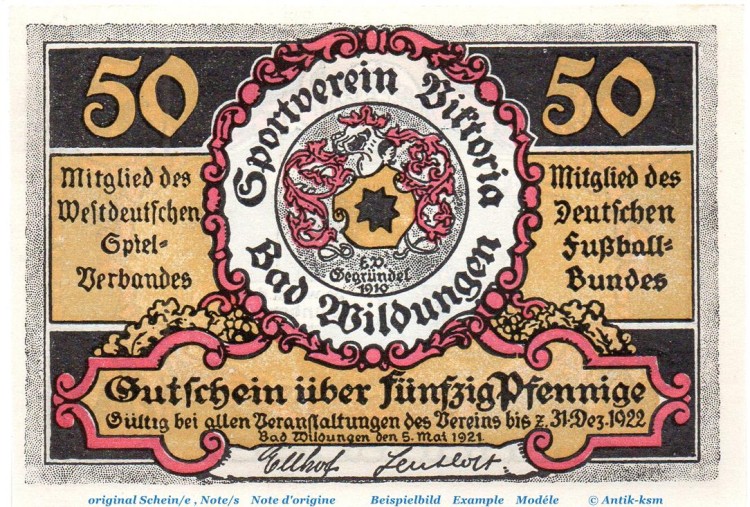 50
50
Sportverein Viktoria
Bad Wildungen
e.V.
Gegründet
1910
Mitglied des
Westdeutschen
Spiel-
Verbandes
Mitglied des
Deutschen
Fußball-
Bundes
Gutschein über Fünfzig Pfennige
Gültig bei allen Veranstaltungen des Vereins bis z. 31. Dez. 1922
Bad Wildungen den 5. Mai 1921.
original Schein/e , Note/s Note d'origine Beispielbild Example Modéle © Antik-ksm